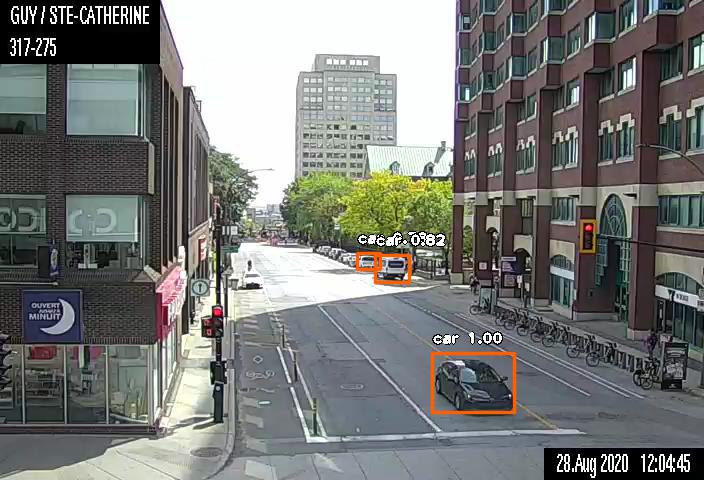 GUY / STE-CATHERINE
317-275
car 0.82
car 1.00
OUVERT
JUSQU'À
MINUIT
28.Aug 2020 12:04:45